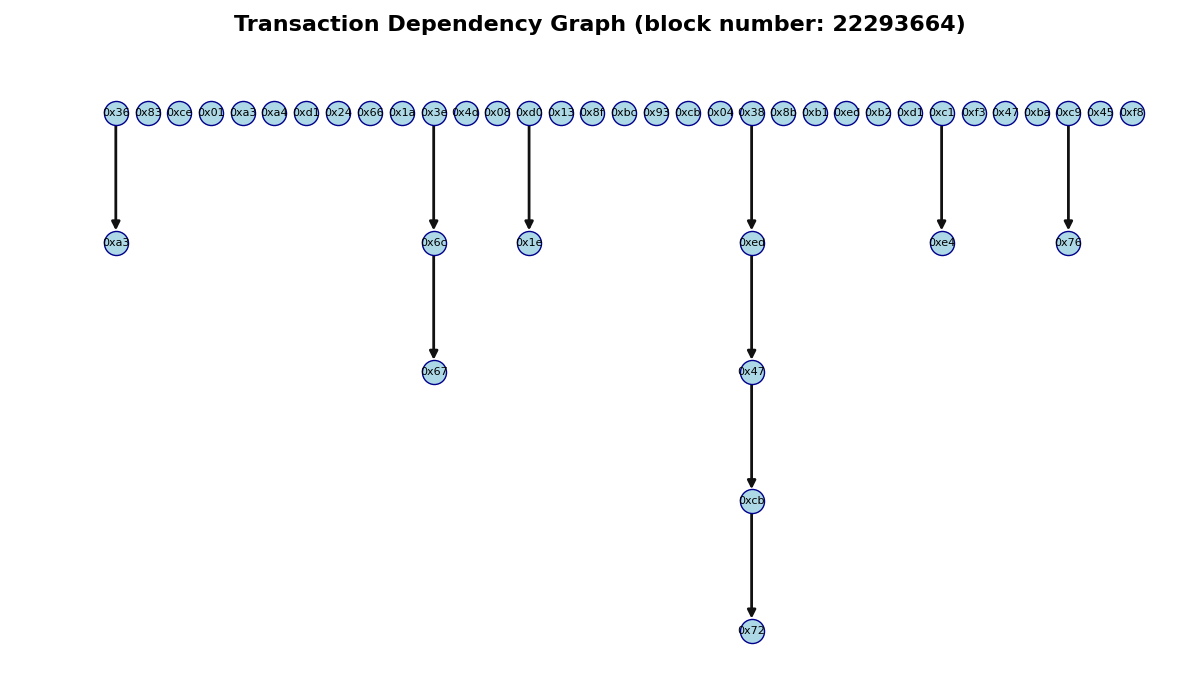 Transaction Dependency Graph (block number: 22293664)
0x36 0x83 0xce 0x01 0xa3 0xa4 0xd1 0x24 0x66 0x1a 0x3e 0x4d 0x08 0xd0 0x13 0x8f 0xbc 0x93 0xcb 0x04 0x38 0x8b 0xb1 0xed 0xb2 0xd1 0xc1 0xf3 0x47 0xba 0xc9 0x45 0xf8
0xa3 0x6c 0x1e 0xed 0xe4 0x76
0x67 0x47
0xcb
0x72